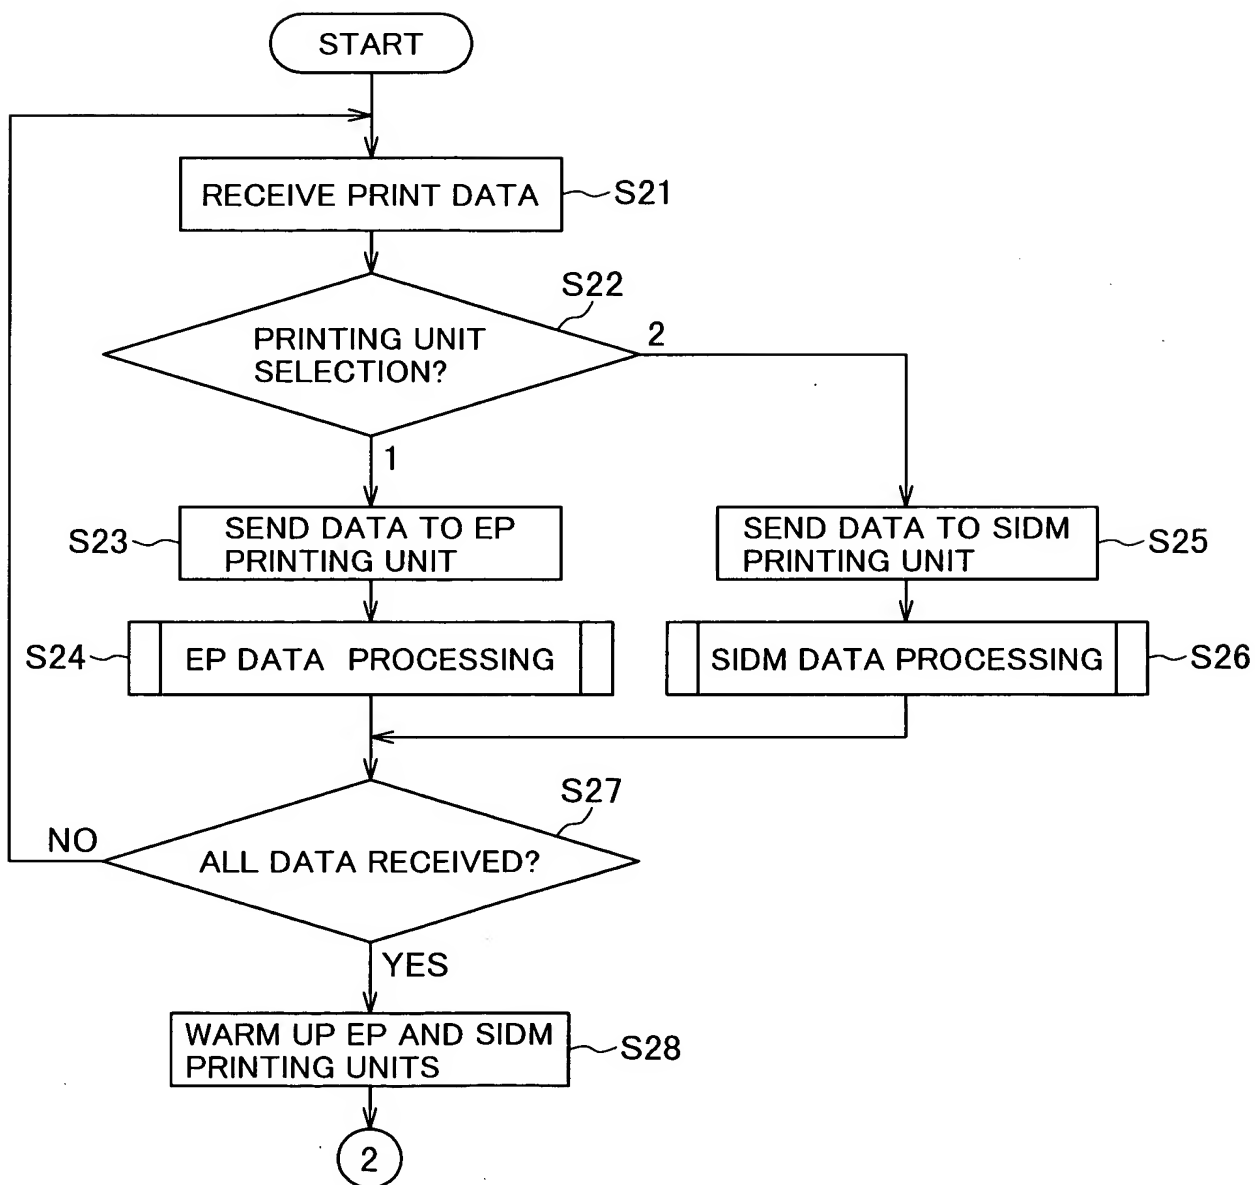 START
RECEIVE PRINT DATA
S21
S22
PRINTING UNIT
SELECTION?
2
1
S23
SEND DATA TO EP
PRINTING UNIT
SEND DATA TO SIDM
PRINTING UNIT
S25
S24
EP DATA PROCESSING
SIDM DATA PROCESSING
S26
S27
NO
ALL DATA RECEIVED?
YES
WARM UP EP AND SIDM
PRINTING UNITS
S28
2